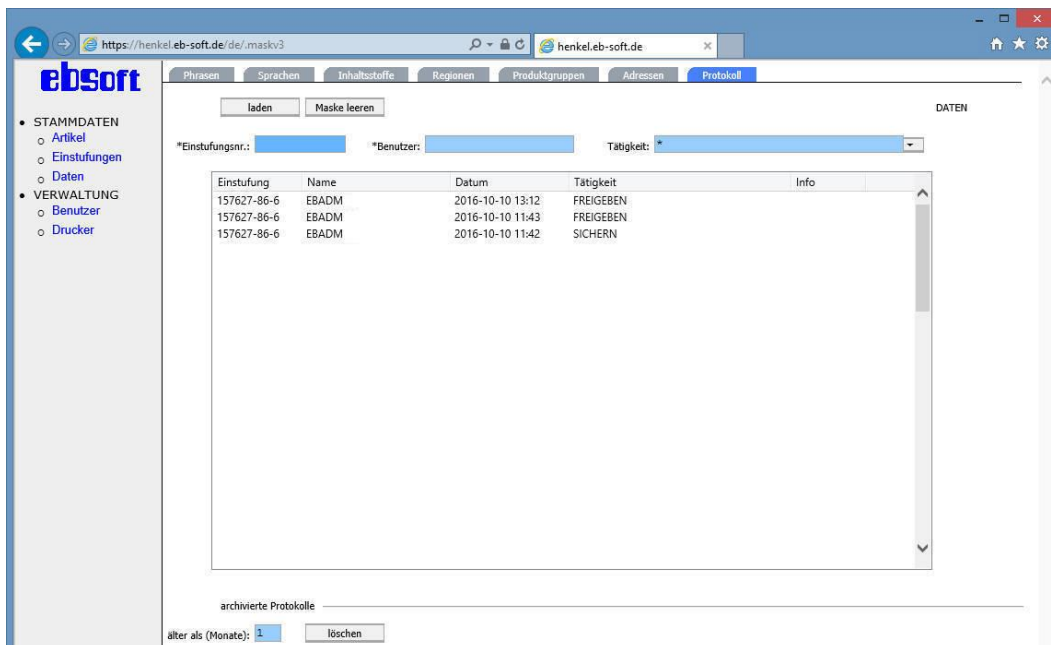 https://henkel.eb-soft.de/de/.maskv3
henkel.eb-soft.de
ebsoft
Phrasen Sprachen Inhaltsstoffe Regionen Produktgruppen Adressen Protokoll
laden Maske leeren DATEN
STAMMDATEN
Artikel
Einstufungen
Daten
VERWALTUNG
Benutzer
Drucker
*Einstufungsnr.: *Benutzer: Tätigkeit: *
Einstufung Name Datum Tätigkeit Info
157627-86-6 EBADM 2016-10-10 13:12 FREIGEBEN
157627-86-6 EBADM 2016-10-10 11:43 FREIGEBEN
157627-86-6 EBADM 2016-10-10 11:42 SICHERN
archivierte Protokolle
älter als (Monate): 1 löschen